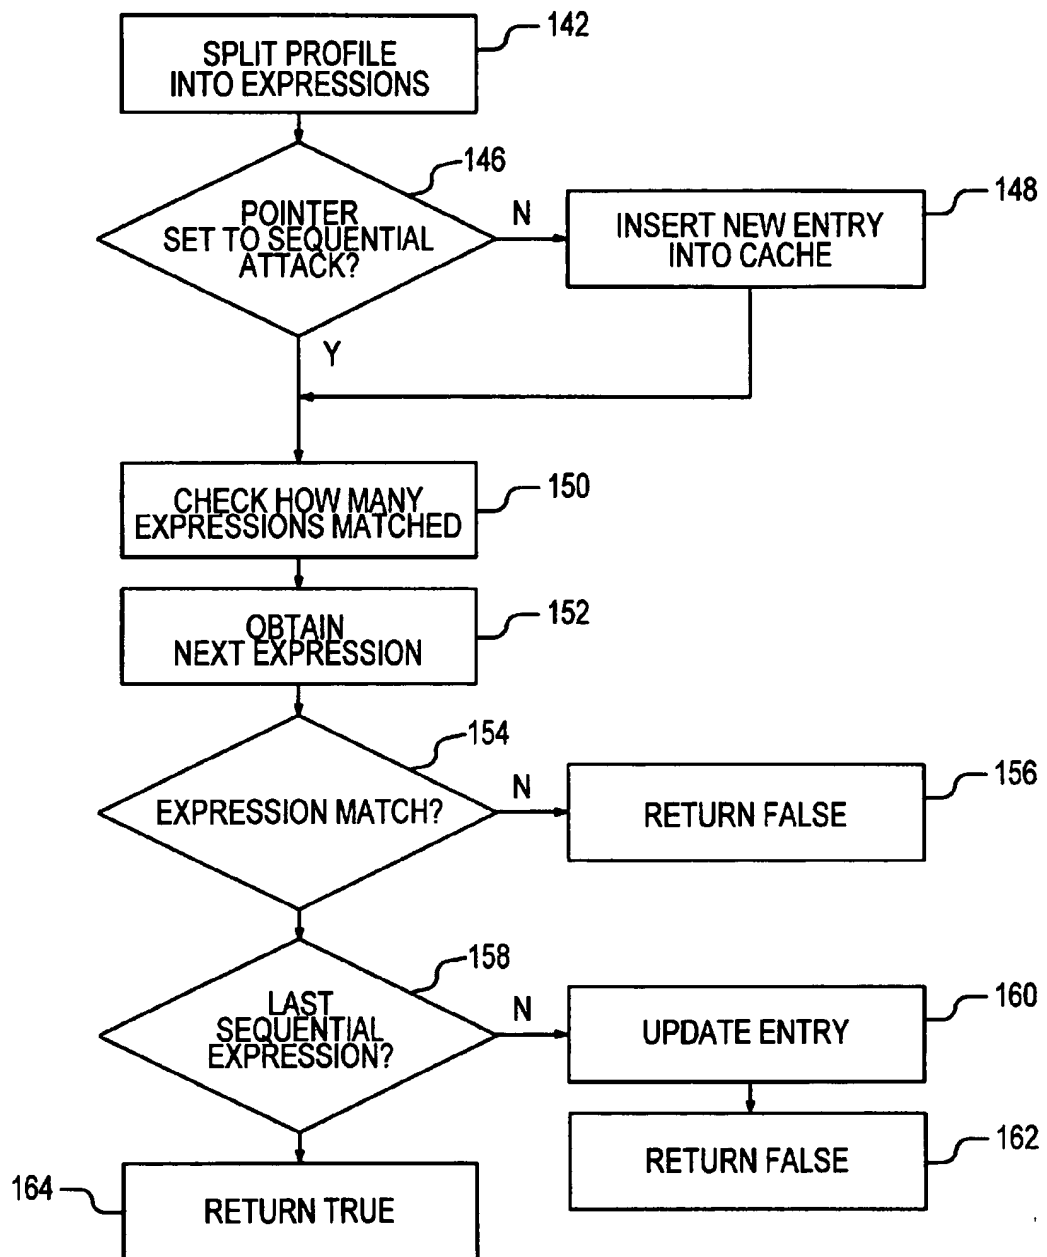 142
SPLIT PROFILE
INTO EXPRESSIONS
146
148
POINTER
SET TO SEQUENTIAL
ATTACK?
N
INSERT NEW ENTRY
INTO CACHE
Y
150
CHECK HOW MANY
EXPRESSIONS MATCHED
152
OBTAIN
NEXT EXPRESSION
154
156
EXPRESSION MATCH?
N
RETURN FALSE
158
160
LAST
SEQUENTIAL
EXPRESSION?
N
UPDATE ENTRY
162
RETURN FALSE
164
RETURN TRUE